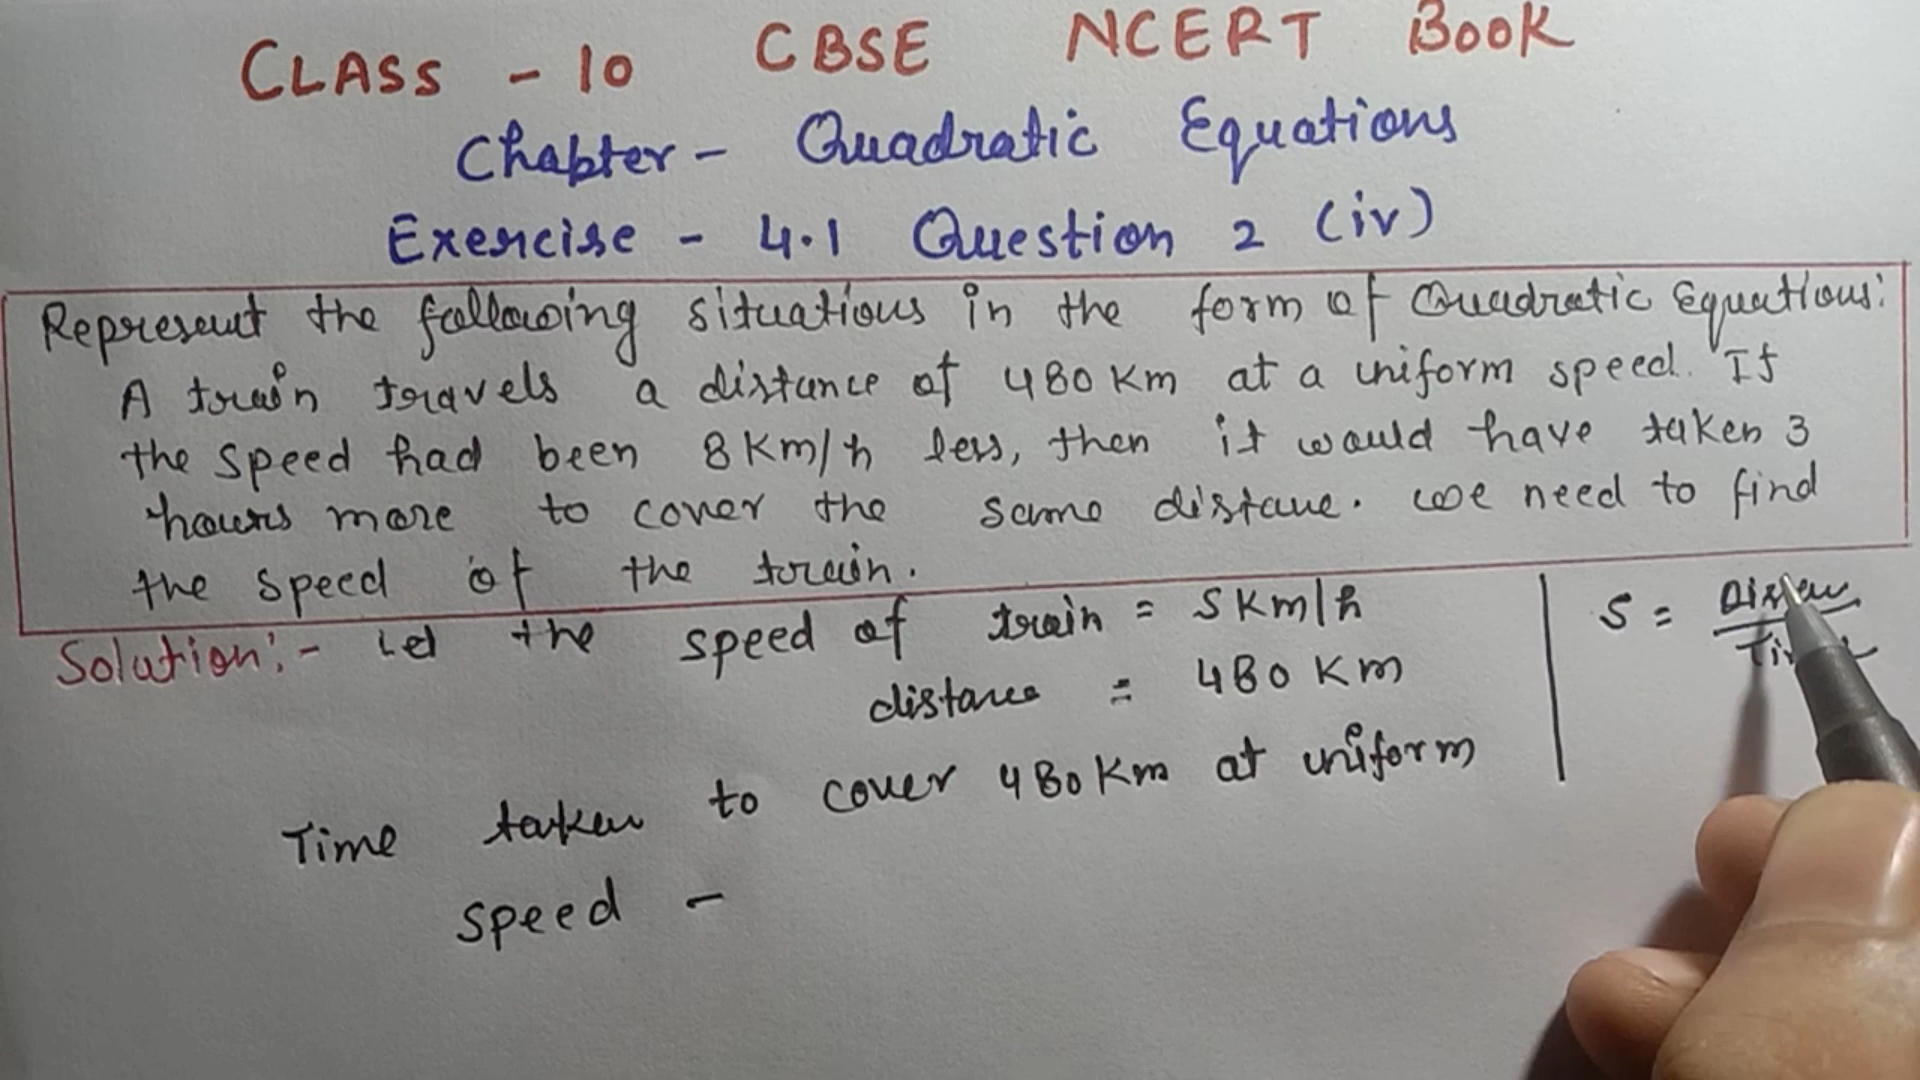 CLASS - 10 CBSE NCERT BOOK
Chapter - Quadratic Equations
Exercise - 4.1 Question 2 (iv)
Represent the following situations in the form of Quadratic Equations:
A train travels a distance of 480 Km at a uniform speed. If
the speed had been 8 Km/h less, then it would have taken 3
hours more to cover the same distane. we need to find
the speed of the train.
Solution:- Let the speed of train = S Km/h
distance = 480 Km
Time taken to cover 480 Km at uniform
speed -
S =